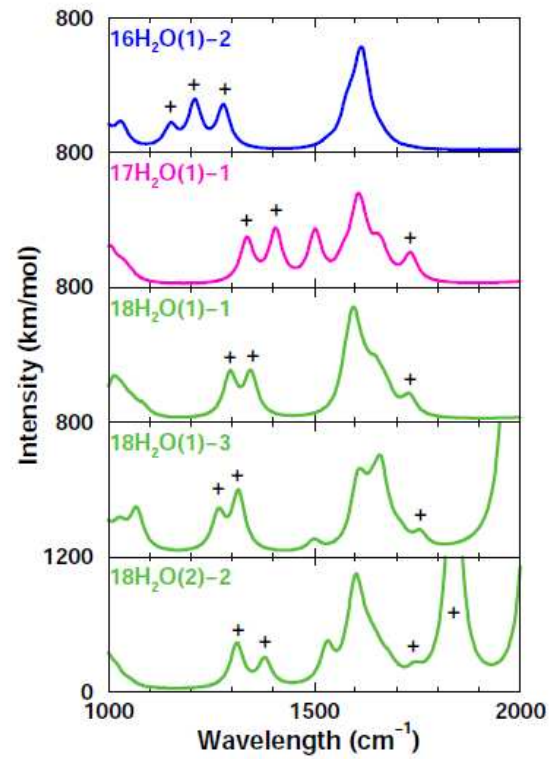 800
16H₂O(1)−2
+ + +
800
17H₂O(1)−1
+ + +
800
18H₂O(1)−1
+ + +
800
18H₂O(1)−3
+ + +
1200
18H₂O(2)−2
+ + + +
0
1000 1500 2000
Wavelength (cm⁻¹)
Intensity (km/mol)